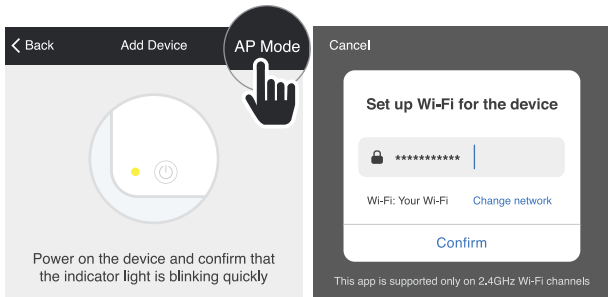 Back
Add Device
AP Mode
Power on the device and confirm that
the indicator light is blinking quickly
Cancel
Set up Wi-Fi for the device
***********
Wi-Fi: Your Wi-Fi
Change network
Confirm
This app is supported only on 2.4GHz Wi-Fi channels